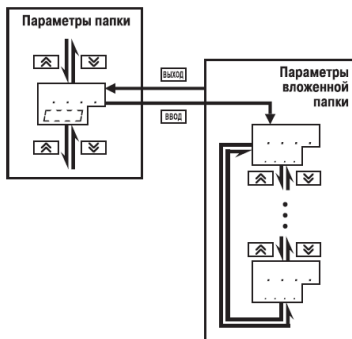 Параметры папки
ВЫХОД
ВВОД
Параметры
вложенной
папки